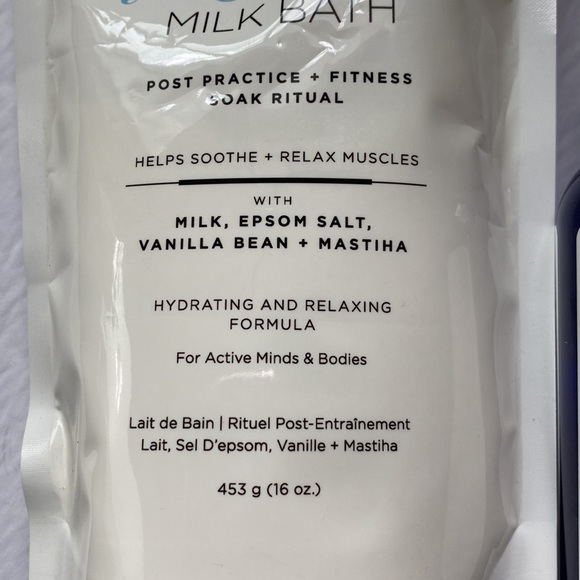 MILK BATH
POST PRACTICE + FITNESS
SOAK RITUAL
HELPS SOOTHE + RELAX MUSCLES
WITH
MILK, EPSOM SALT,
VANILLA BEAN + MASTIHA
HYDRATING AND RELAXING
FORMULA
For Active Minds & Bodies
Lait de Bain | Rituel Post-Entraînement
Lait, Sel D'epsom, Vanille + Mastiha
453 g (16 oz.)